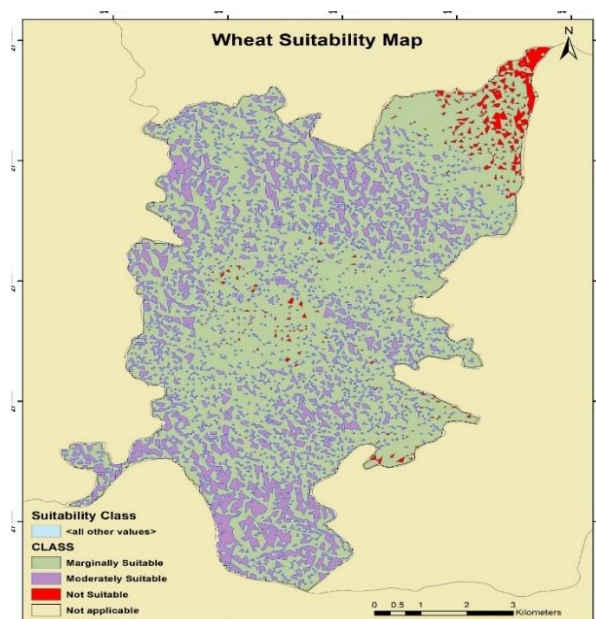 Wheat Suitability Map
N
Suitability Class
<all other values>
CLASS
Marginally Suitable
Moderately Suitable
Not Suitable
Not applicable
0 0.5 1 2 3
Kilometers